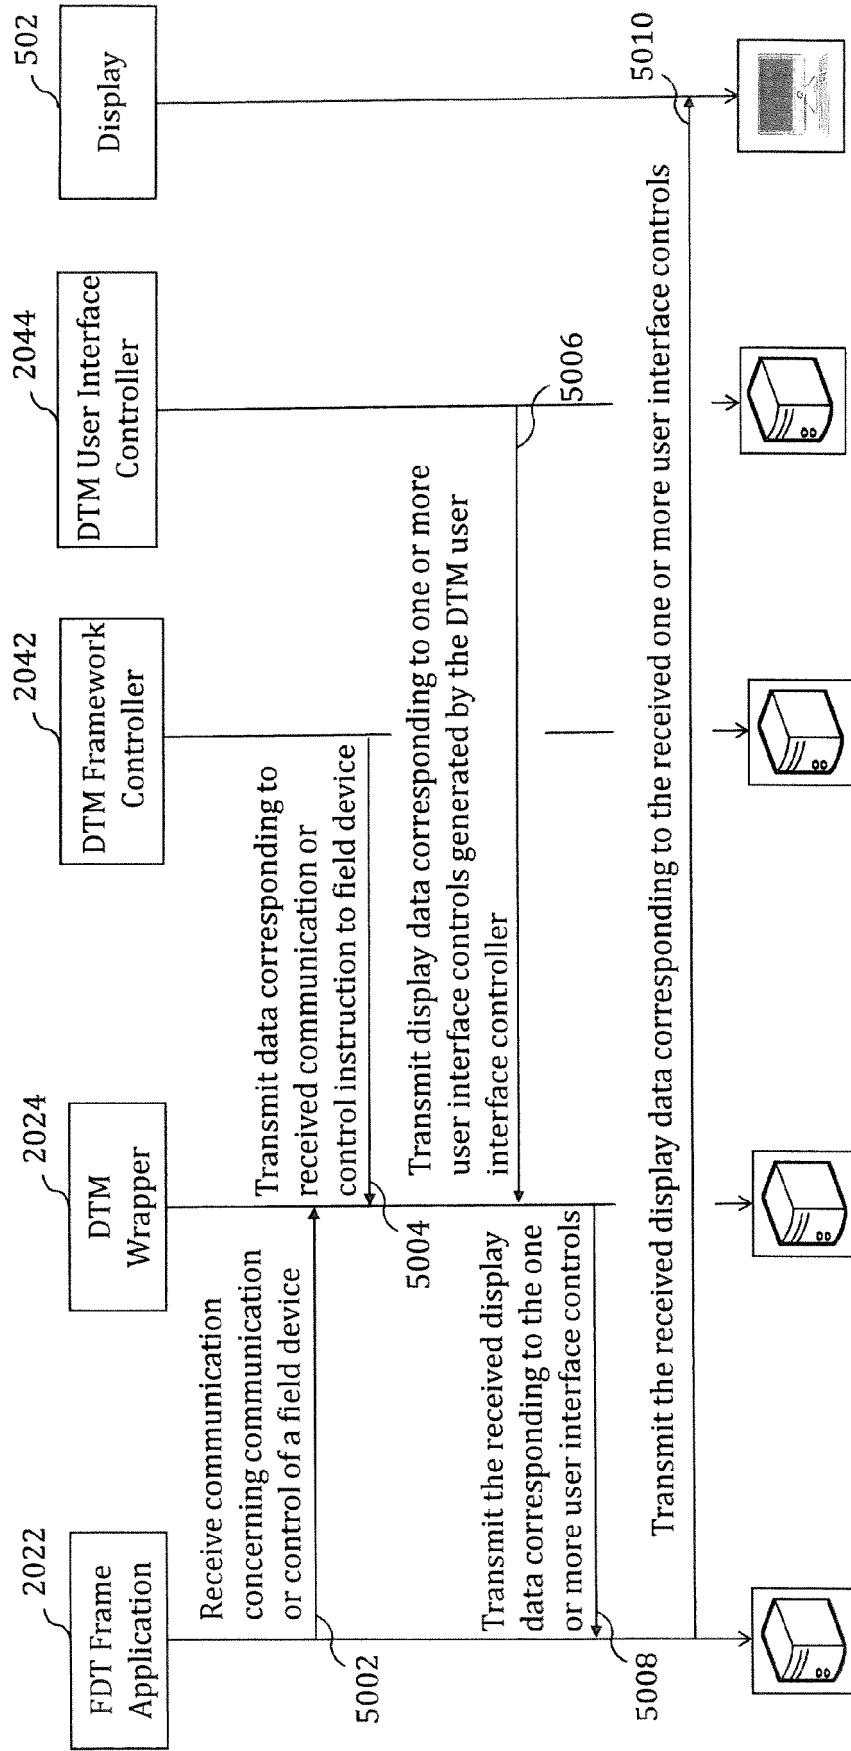 2022
FDT Frame
Application
2024
DTM
Wrapper
2042
DTM Framework
Controller
2044
DTM User Interface
Controller
502
Display
Receive communication
concerning communication
or control of a field device
5002
Transmit data corresponding to
received communication or
control instruction to field device
5004
Transmit display data corresponding to one or more
user interface controls generated by the DTM user
interface controller
5006
Transmit the received display
data corresponding to the one
or more user interface controls
5008
Transmit the received display data corresponding to the received one or more user interface controls
5010